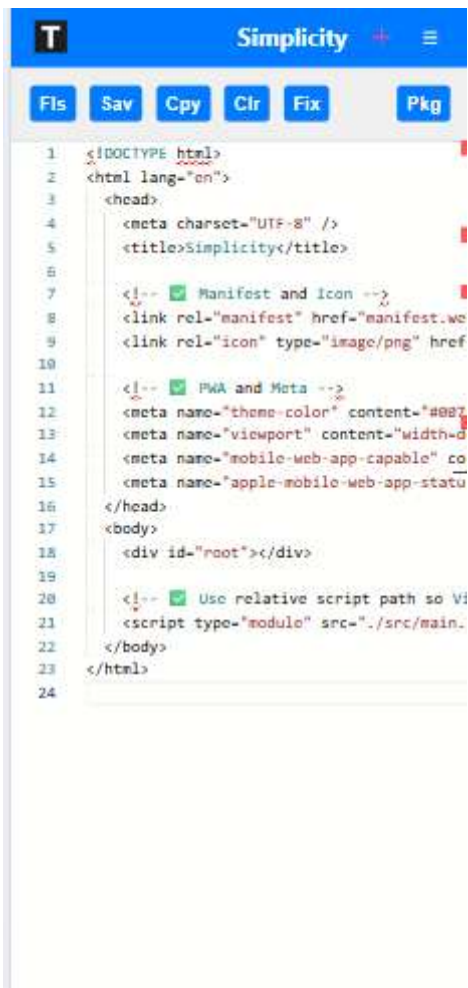 T Simplicity + ≡
Fls Sav Cpy Clr Fix Pkg
1 <!DOCTYPE html>
2 <html lang="en">
3 <head>
4 <meta charset="UTF-8" />
5 <title>Simplicity</title>
6
7 <!-- ✅ Manifest and Icon -->
8 <link rel="manifest" href="manifest.we
9 <link rel="icon" type="image/png" href
10
11 <!-- ✅ PWA and Meta -->
12 <meta name="theme-color" content="#007
13 <meta name="viewport" content="width=d
14 <meta name="mobile-web-app-capable" co
15 <meta name="apple-mobile-web-app-statu
16 </head>
17 <body>
18 <div id="root"></div>
19
20 <!-- ✅ Use relative script path so Vi
21 <script type="module" src="./src/main.
22 </body>
23 </html>
24